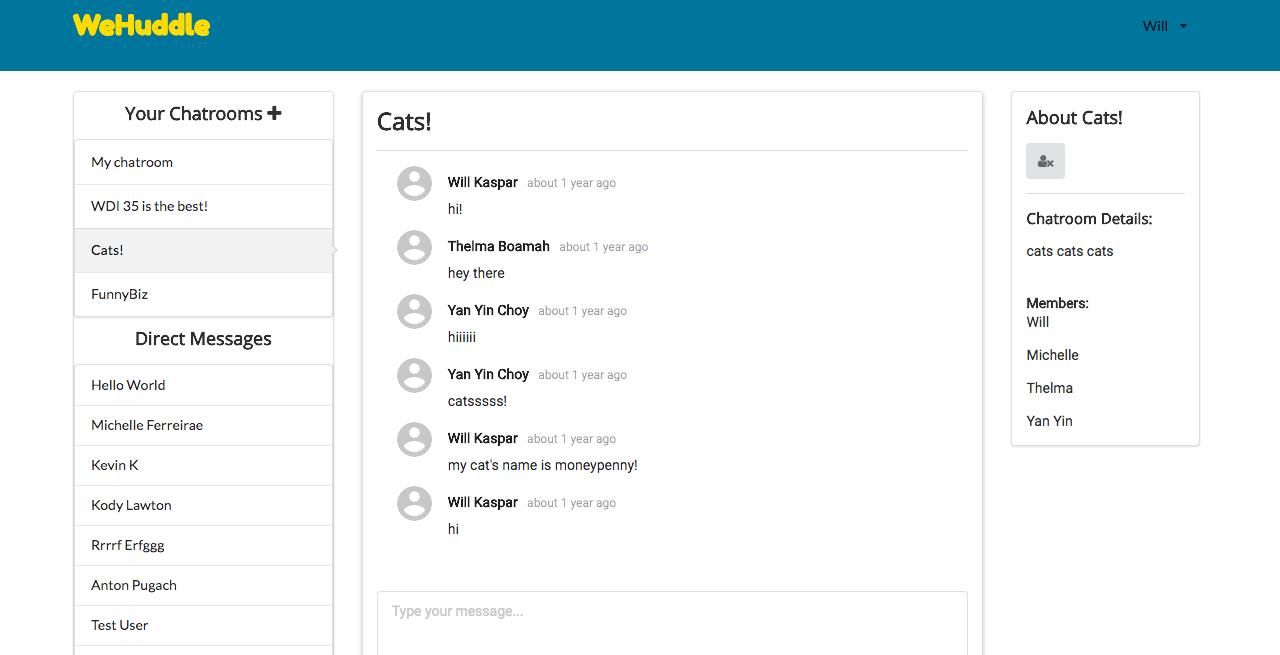 WeHuddle
Will
Your Chatrooms
My chatroom
WDI 35 is the best!
Cats!
FunnyBiz
Direct Messages
Hello World
Michelle Ferreirae
Kevin K
Kody Lawton
Rrrrf Erfggg
Anton Pugach
Test User
Cats!
Will Kaspar about 1 year ago
hi!
Thelma Boamah about 1 year ago
hey there
Yan Yin Choy about 1 year ago
hiiiiii
Yan Yin Choy about 1 year ago
catsssss!
Will Kaspar about 1 year ago
my cat's name is moneypenny!
Will Kaspar about 1 year ago
hi
Type your message...
About Cats!
Chatroom Details:
cats cats cats
Members:
Will
Michelle
Thelma
Yan Yin